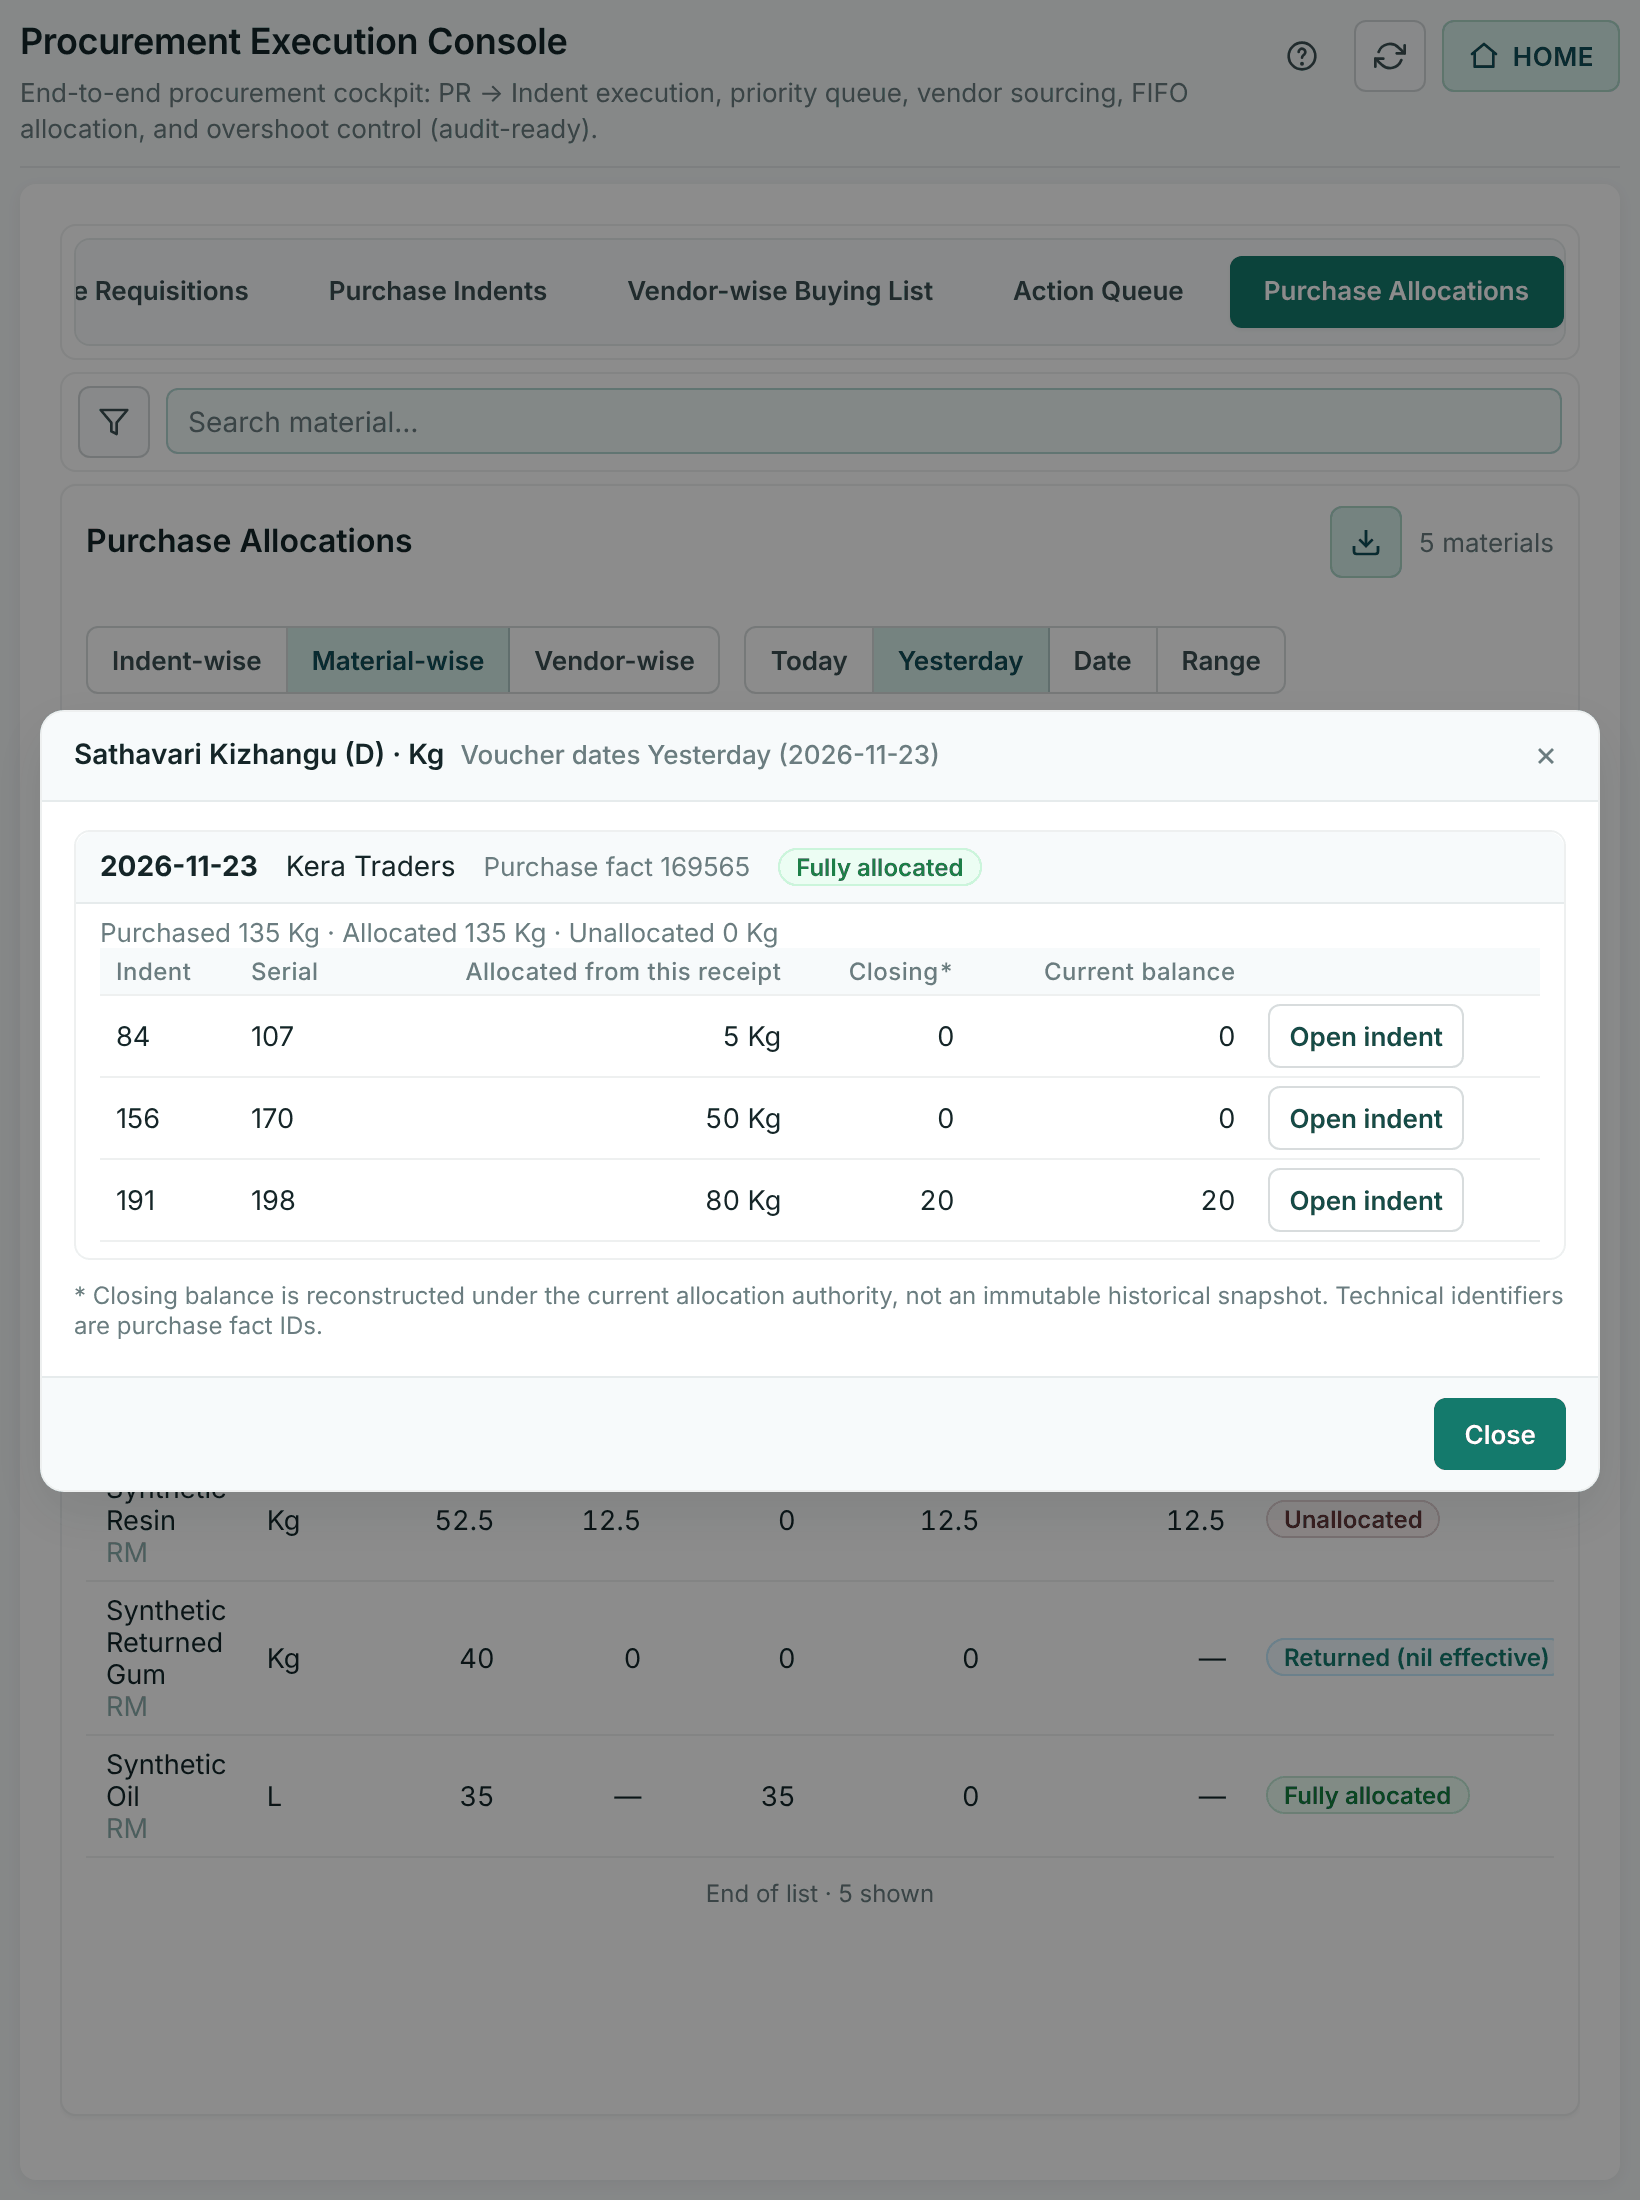 Procurement Execution Console
HOME
End-to-end procurement cockpit: PR → Indent execution, priority queue, vendor sourcing, FIFO
allocation, and overshoot control (audit-ready).
e Requisitions Purchase Indents Vendor-wise Buying List Action Queue Purchase Allocations
Search material...
Purchase Allocations
5 materials
Indent-wise Material-wise Vendor-wise Today Yesterday Date Range
Sathavari Kizhangu (D) · Kg Voucher dates Yesterday (2026-11-23)
2026-11-23 Kera Traders Purchase fact 169565 Fully allocated
Purchased 135 Kg · Allocated 135 Kg · Unallocated 0 Kg
Indent Serial Allocated from this receipt Closing* Current balance
84 107 5 Kg 0 0 Open indent
156 170 50 Kg 0 0 Open indent
191 198 80 Kg 20 20 Open indent
* Closing balance is reconstructed under the current allocation authority, not an immutable historical snapshot. Technical identifiers
are purchase fact IDs.
Close
Synthetic
Resin Kg 52.5 12.5 0 12.5 12.5 Unallocated
RM
Synthetic
Returned
Gum
RM
Kg 40 0 0 0 — Returned (nil effective)
Synthetic
Oil
RM
L 35 — 35 0 — Fully allocated
End of list · 5 shown